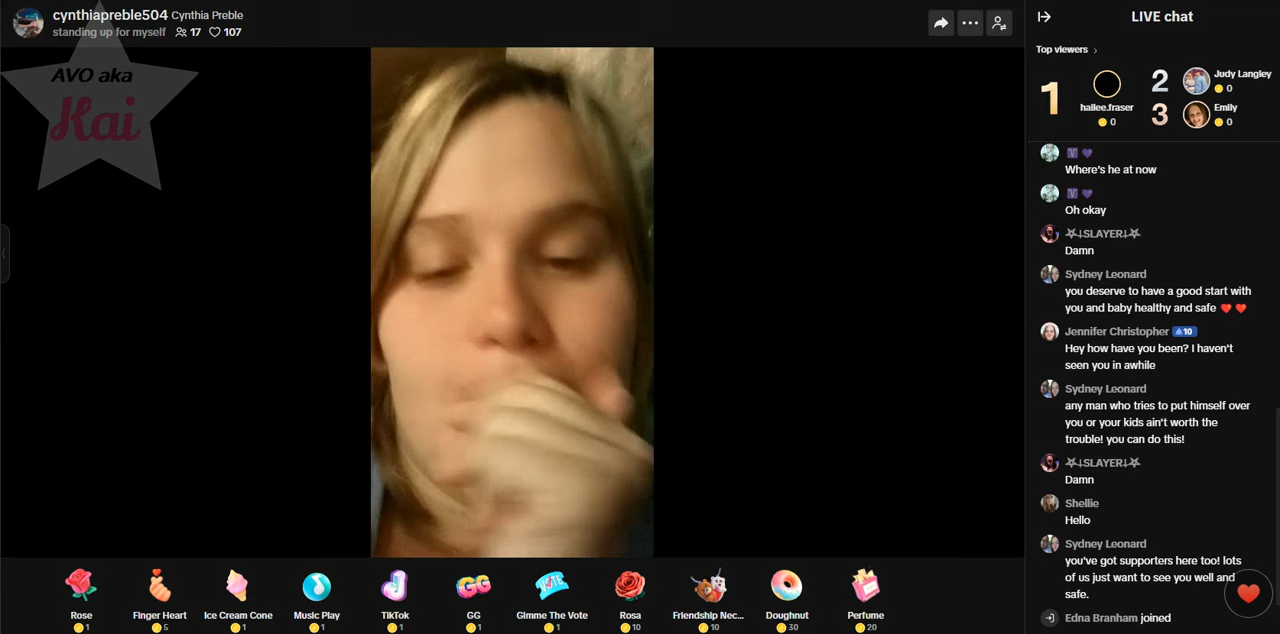 cynthiapreble504 Cynthia Preble
standing up for myself 17 107
AVO aka
Kai
LIVE chat
Top viewers
1
hailee.fraser
0
2 Judy Langley
0
3 Emily
0
V 💜
Where's he at now
V 💜
Oh okay
⛧⸸SLAYER⸸⛧
Damn
Sydney Leonard
you deserve to have a good start with
you and baby healthy and safe ❤️ ❤️
Jennifer Christopher 10
Hey how have you been? I haven't
seen you in awhile
Sydney Leonard
any man who tries to put himself over
you or your kids ain't worth the
trouble! you can do this!
⛧⸸SLAYER⸸⛧
Damn
Shellie
Hello
Sydney Leonard
you've got supporters here too! lots
of us just want to see you well and
safe.
Edna Branham joined
Rose Finger Heart Ice Cream Cone Music Play TikTok GG Gimme The Vote Rosa Friendship Nec... Doughnut Perfume
1 5 1 1 1 1 1 10 10 30 20